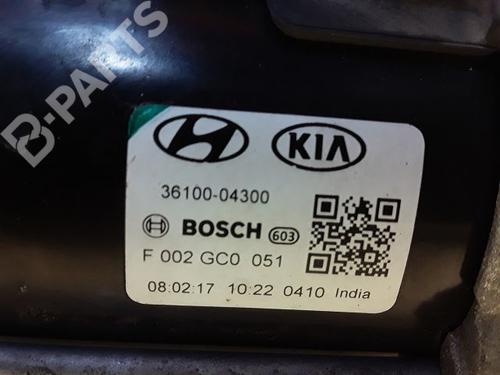 B-PARTS
KIA
36100-04300
BOSCH 603
F 002 GC0 051
08:02:17 10:22 0410 India